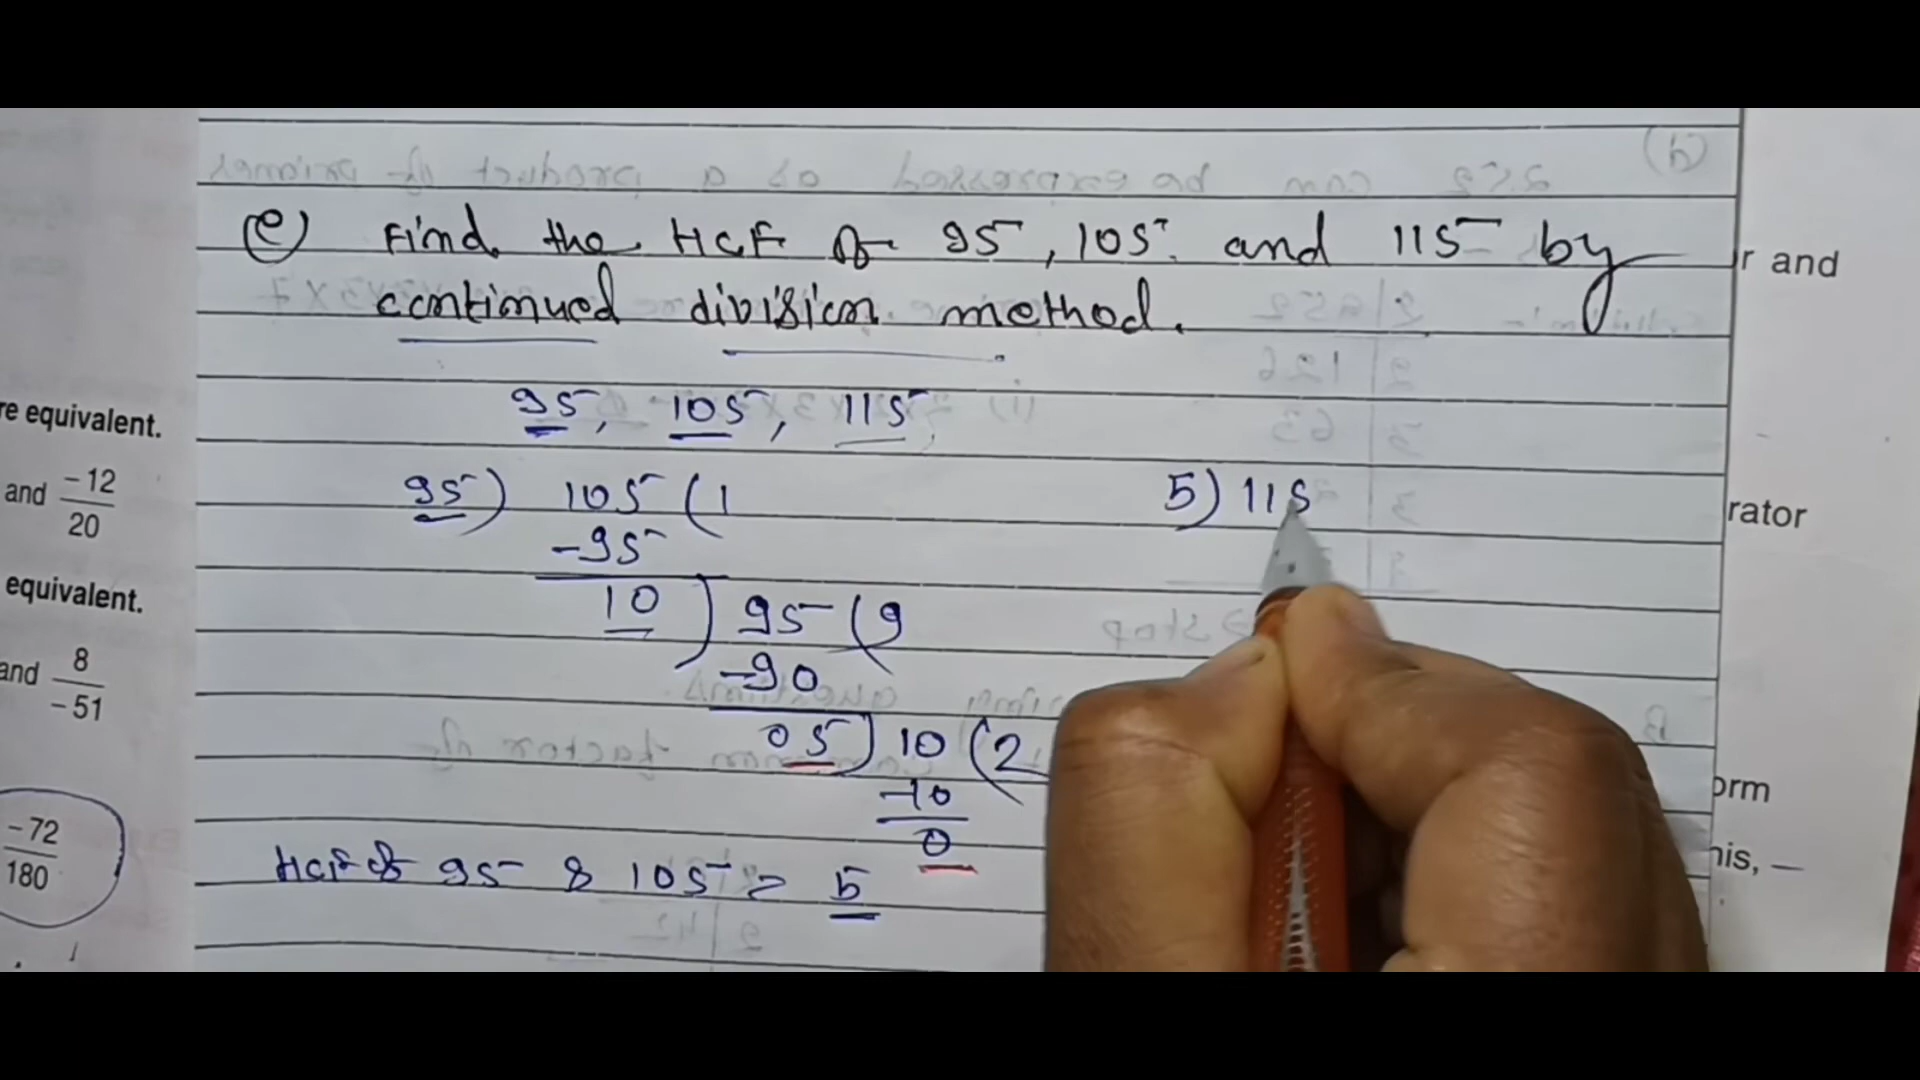 (e) Find the HCF of 95, 105 and 115 by
continued division method.
95, 105, 115
95) 105 (1
-95
10) 95 (9
-90
05) 10 (2
-10
0
HCF of 95 & 105 = 5
5) 115
re equivalent.
and -12
20
equivalent.
and 8
-51
-72
180
r and
rator
orm
his, —